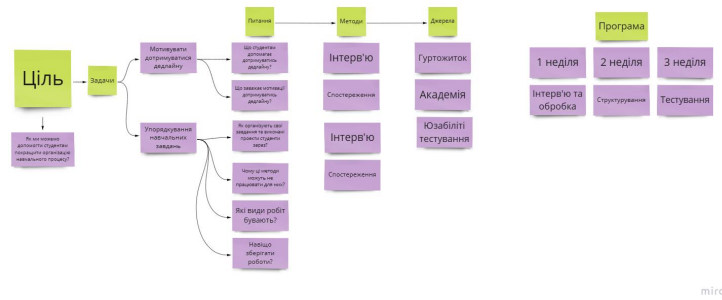 Питання
Методи
Джерела
Програма
Ціль
Задачі
Мотивувати
дотримуватися
дедлайну
Що студентам
допомагає
дотримуватись
дедлайну?
Інтерв'ю
Гуртожиток
1 неділя
2 неділя
3 неділя
Що заважає мотивації
дотримуватись
дедлайну?
Спостереження
Академія
Інтерв'ю та
обробка
Структурування
Тестування
Як ми можемо
допомогти студентам
покращити організацію
навчального процесу?
Упорядкування
навчальних
завдань
Як організують свої
завдання та виконані
проєкти студенти
зараз?
Інтерв'ю
Юзабіліті
тестування
Чому ці методи
можуть не
працювати для них?
Спостереження
Які види робіт
бувають?
Навіщо
зберігати
роботи?
miro